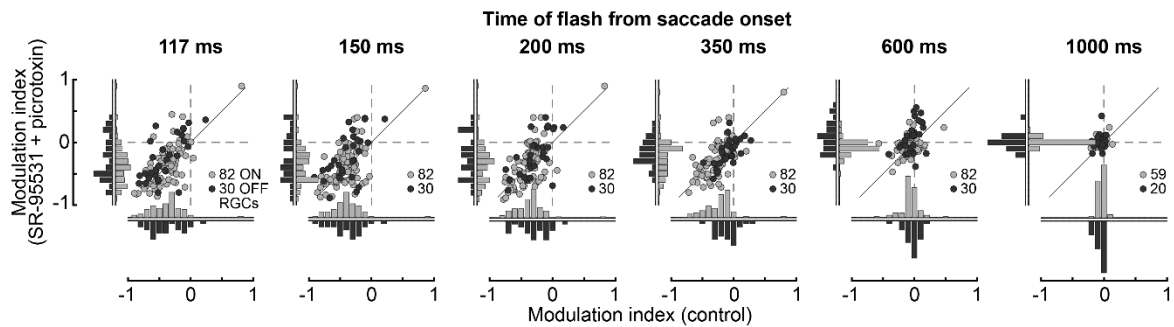 Time of flash from saccade onset
117 ms 150 ms 200 ms 350 ms 600 ms 1000 ms
Modulation index
(SR-95531 + picrotoxin)
1
0
-1
82 ON
30 OFF
RGCs
82
30
82
30
82
30
82
30
59
20
-1 0 1 -1 0 1 -1 0 1 -1 0 1 -1 0 1 -1 0 1
Modulation index (control)